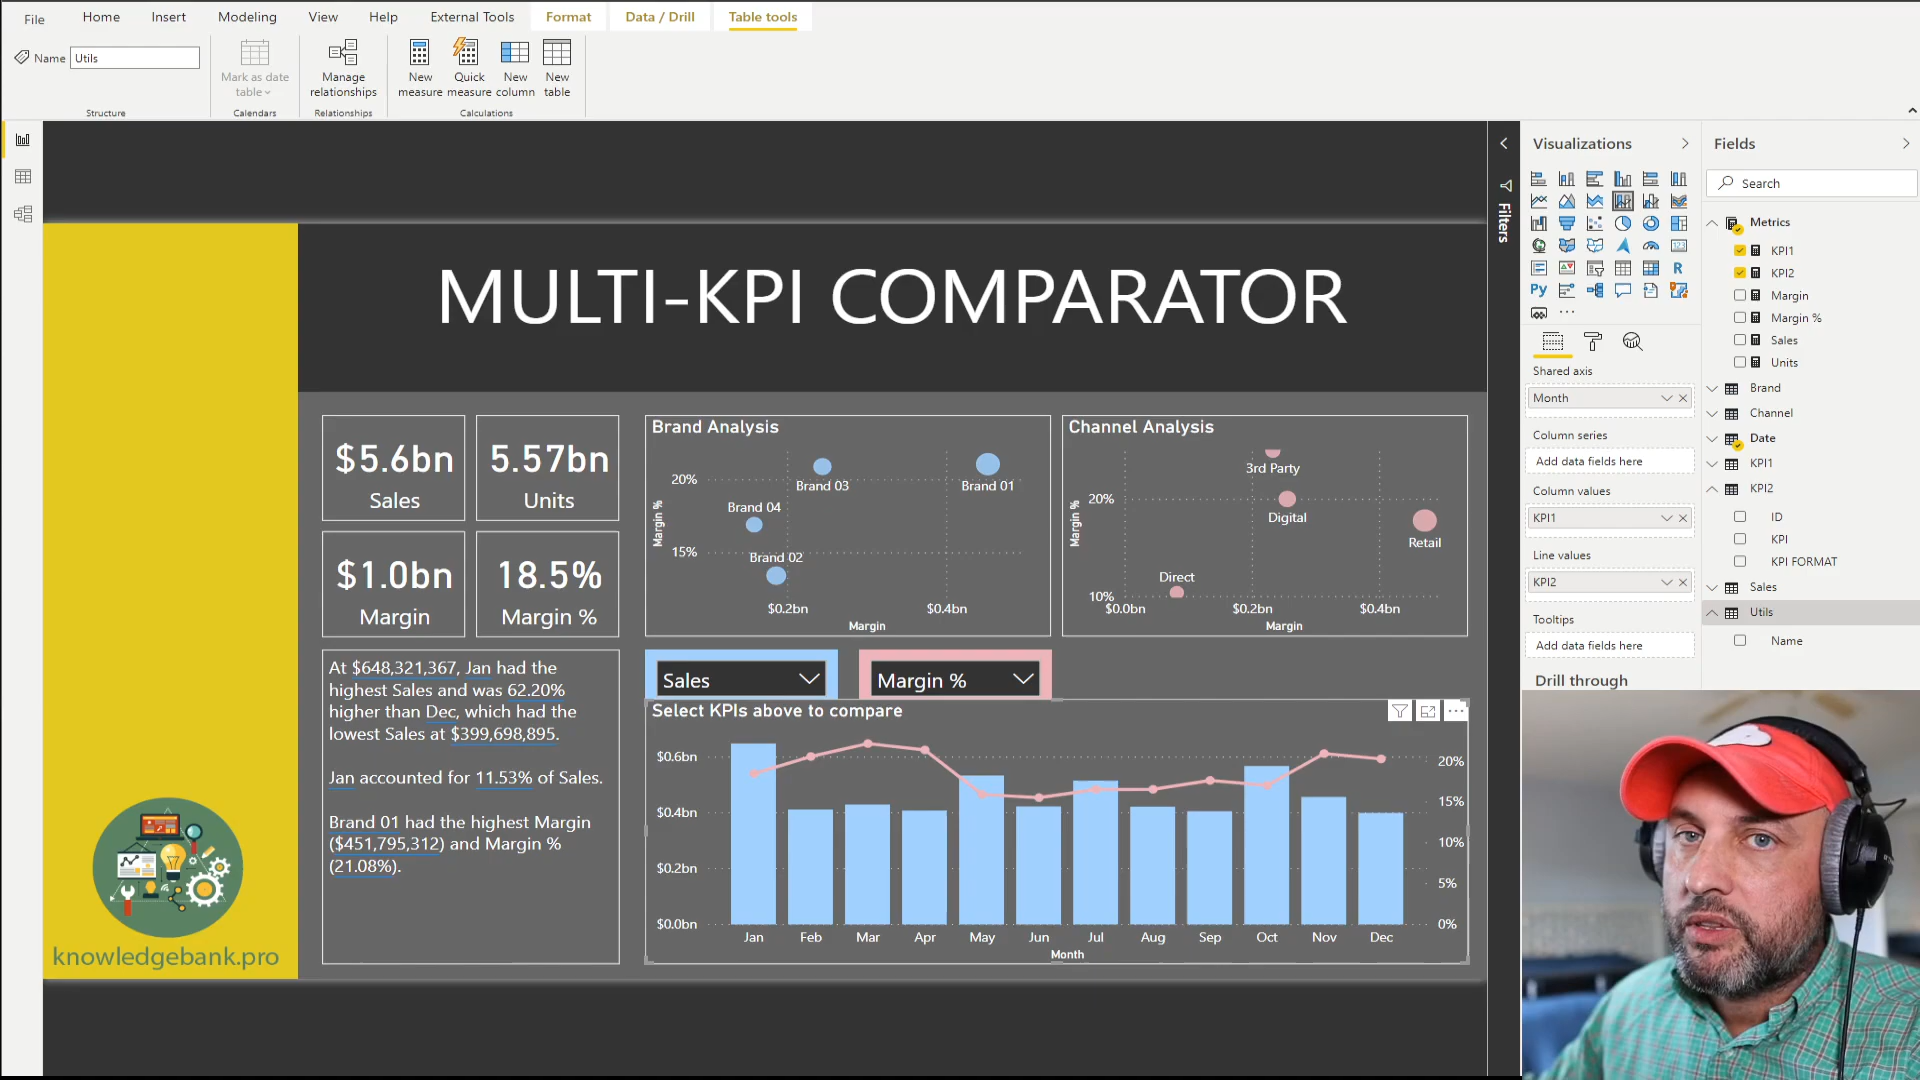 File
Home
Insert
Modeling
View
Help
External Tools
Format
Data / Drill
Table tools
Name
Utils
Mark as date
table
Manage
relationships
New
measure
Quick
measure
New
column
New
table
Structure
Calendars
Relationships
Calculations
MULTI-KPI COMPARATOR
$5.6bn
Sales
5.57bn
Units
$1.0bn
Margin
18.5%
Margin %
Brand Analysis
20%
15%
Margin %
Brand 03
Brand 01
Brand 04
Brand 02
$0.2bn
$0.4bn
Margin
Channel Analysis
20%
10%
Margin %
3rd Party
Digital
Retail
Direct
$0.0bn
$0.2bn
$0.4bn
Margin
At $648,321,367, Jan had the
highest Sales and was 62.20%
higher than Dec, which had the
lowest Sales at $399,698,895.
Jan accounted for 11.53% of Sales.
Brand 01 had the highest Margin
($451,795,312) and Margin %
(21.08%).
Sales
Margin %
Select KPIs above to compare
$0.6bn
$0.4bn
$0.2bn
$0.0bn
20%
15%
10%
5%
0%
Jan
Feb
Mar
Apr
May
Jun
Jul
Aug
Sep
Oct
Nov
Dec
Month
knowledgebank.pro
Filters
Visualizations
R
Py
123
Shared axis
Month
Column series
Add data fields here
Column values
KPI1
Line values
KPI2
Tooltips
Add data fields here
Drill through
Fields
Search
Metrics
KPI1
KPI2
Margin
Margin %
Sales
Units
Brand
Channel
Date
KPI1
KPI2
ID
KPI
KPI FORMAT
Sales
Utils
Name